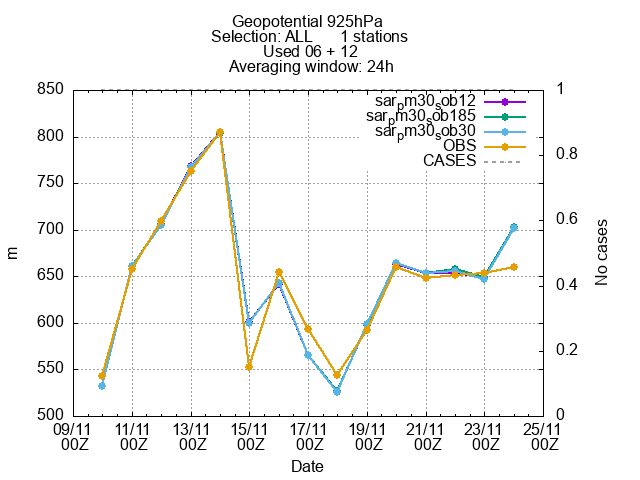 Geopotential 925hPa
Selection: ALL 1 stations
Used 06 + 12
Averaging window: 24h
850
800
750
700
650
600
550
500
m
1
0.8
0.6
0.4
0.2
0
No cases
sarpm30sob12
sarpm30sob185
sarpm30sob30
OBS
CASES
09/11 11/11 13/11 15/11 17/11 19/11 21/11 23/11 25/11
00Z 00Z 00Z 00Z 00Z 00Z 00Z 00Z 00Z
Date